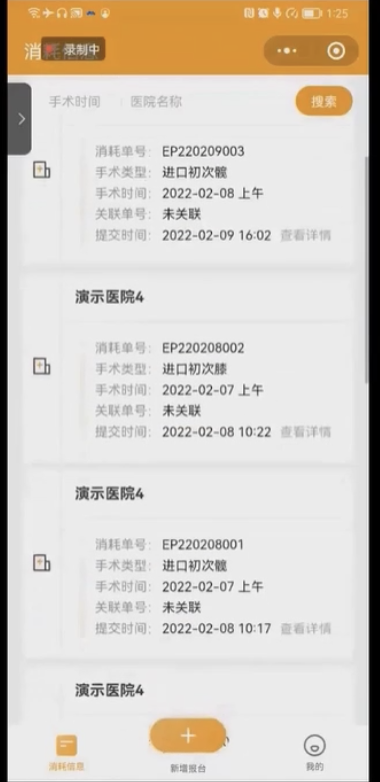 1:25
消耗信息
录制中
手术时间 医院名称 搜索
消耗单号: EP220209003
手术类型: 进口初次髋
手术时间: 2022-02-08 上午
关联单号: 未关联
提交时间: 2022-02-09 16:02 查看详情
演示医院4
消耗单号: EP220208002
手术类型: 进口初次膝
手术时间: 2022-02-07 上午
关联单号: 未关联
提交时间: 2022-02-08 10:22 查看详情
演示医院4
消耗单号: EP220208001
手术类型: 进口初次髋
手术时间: 2022-02-07 上午
关联单号: 未关联
提交时间: 2022-02-08 10:17 查看详情
演示医院4
消耗信息
新增报台
我的